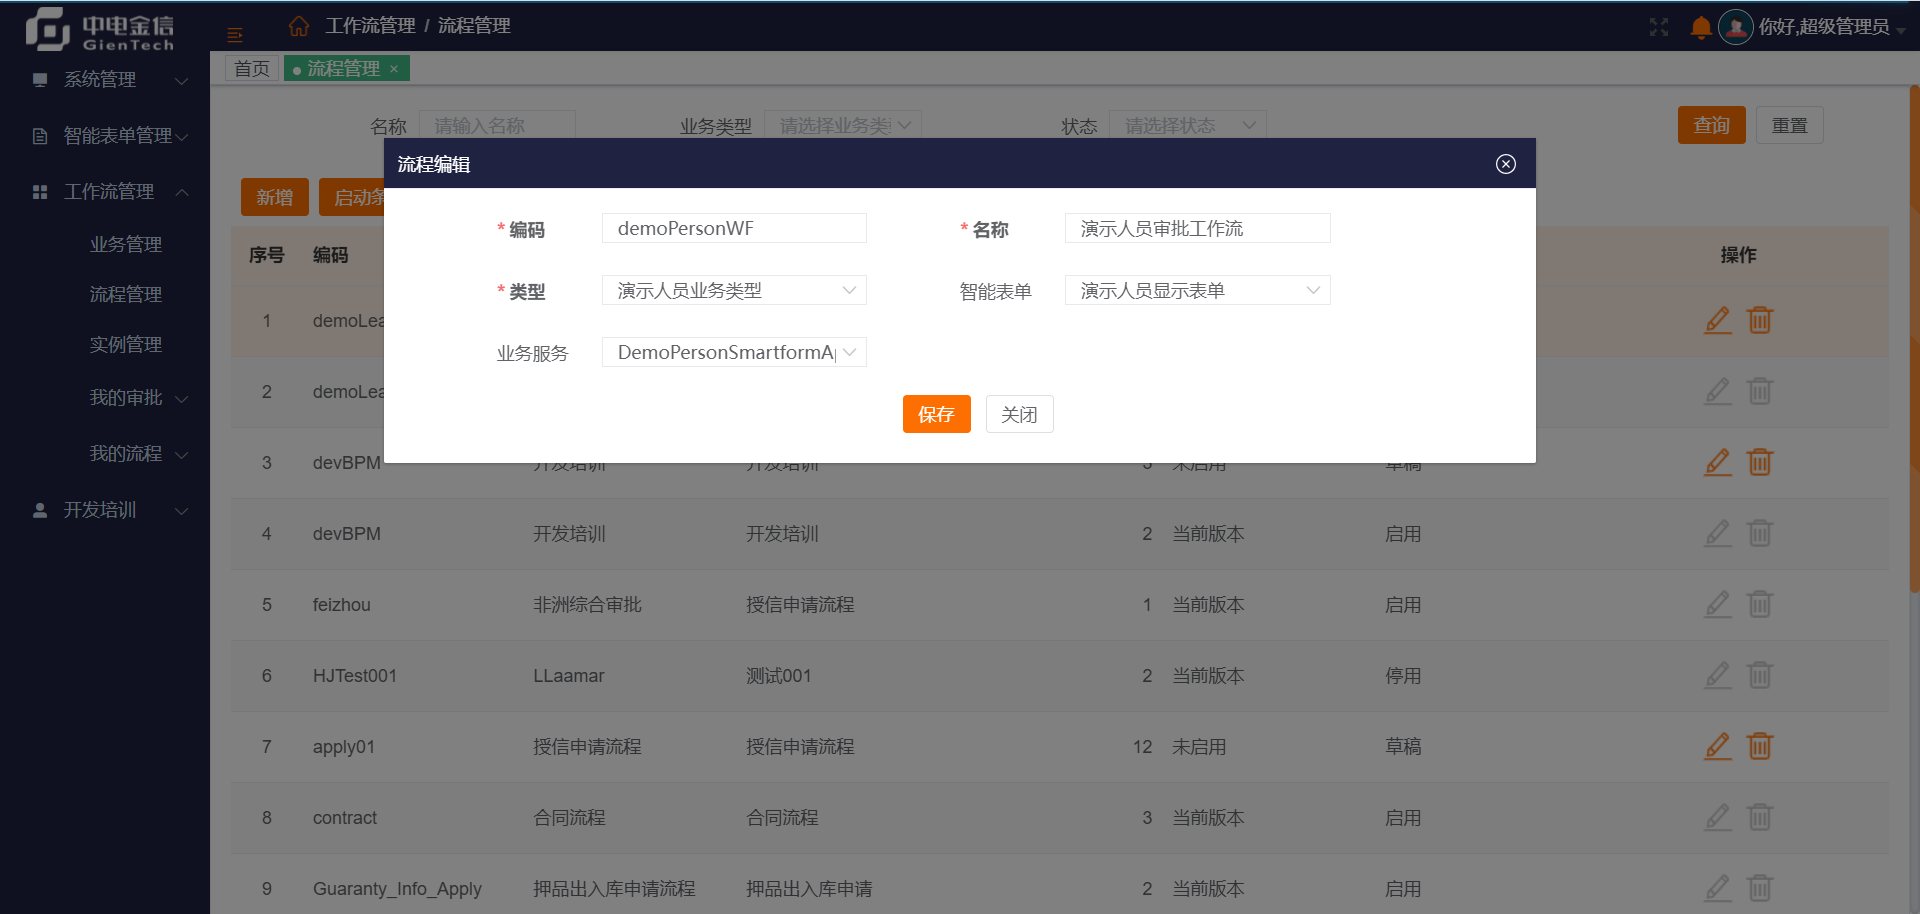 中电金信
GienTech
工作流管理 / 流程管理
你好,超级管理员
首页
流程管理 ×
系统管理
智能表单管理
工作流管理
业务管理
流程管理
实例管理
我的审批
我的流程
开发培训
名称 请输入名称 业务类型 请选择业务类 状态 请选择状态 查询 重置
新增 启动条
流程编辑
* 编码 demoPersonWF * 名称 演示人员审批工作流
* 类型 演示人员业务类型 智能表单 演示人员显示表单
业务服务 DemoPersonSmartformA
保存 关闭
序号 编码 操作
1 demoLea
2 demoLea
3 devBPM 开发培训 开发培训 3 未启用 草稿
4 devBPM 开发培训 开发培训 2 当前版本 启用
5 feizhou 非洲综合审批 授信申请流程 1 当前版本 启用
6 HJTest001 LLaamar 测试001 2 当前版本 停用
7 apply01 授信申请流程 授信申请流程 12 未启用 草稿
8 contract 合同流程 合同流程 3 当前版本 启用
9 Guaranty_Info_Apply 押品出入库申请流程 押品出入库申请 2 当前版本 启用